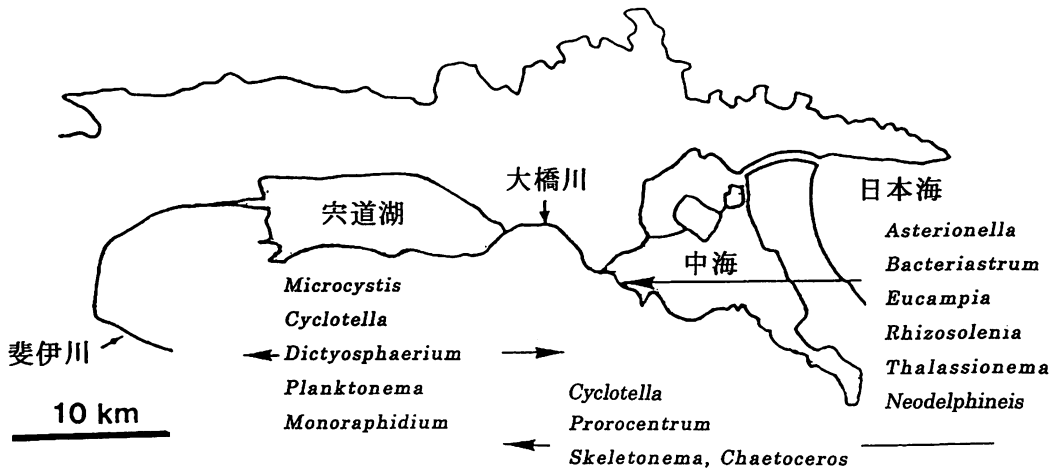 大橋川
宍道湖
日本海
中海
斐伊川
10 km
Microcystis
Cyclotella
Dictyosphaerium
Planktonema
Monoraphidium
Cyclotella
Prorocentrum
Skeletonema, Chaetoceros
Asterionella
Bacteriastrum
Eucampia
Rhizosolenia
Thalassionema
Neodelphineis